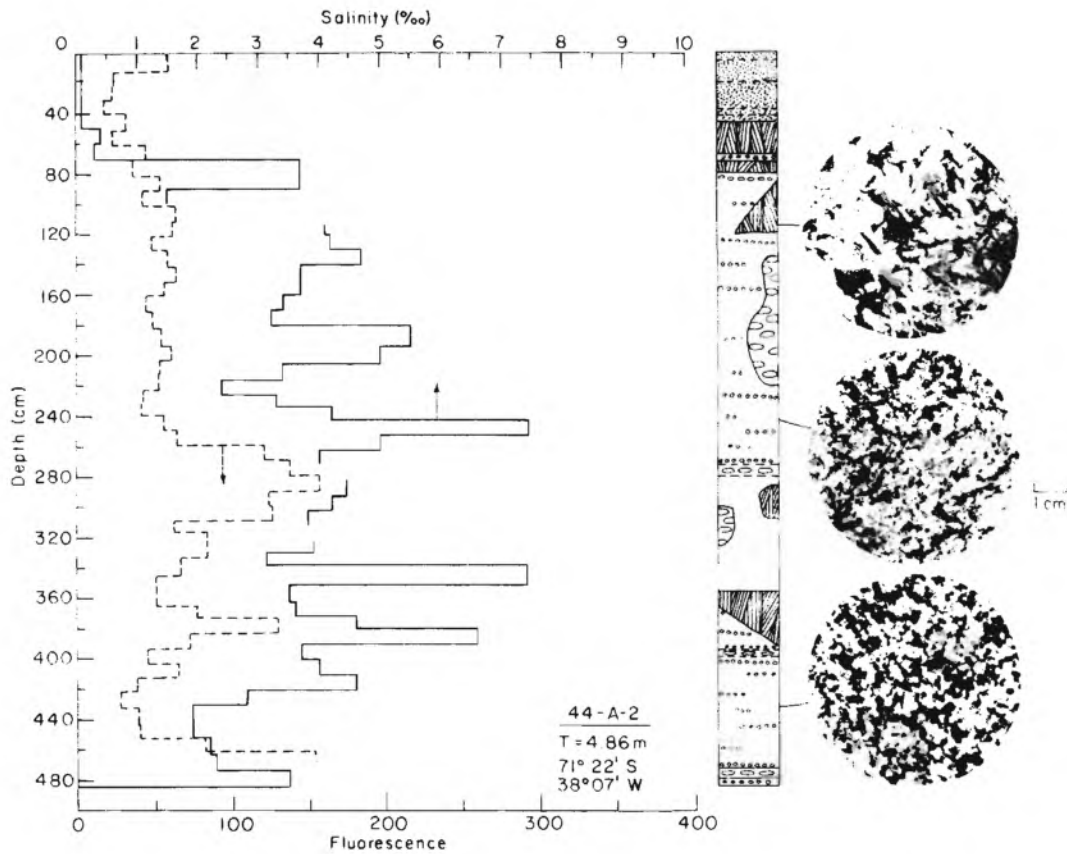 Salinity (‰)
0 1 2 3 4 5 6 7 8 9 10
40
80
120
160
200
240
280
320
360
400
440
480
Depth (cm)
44-A-2
T = 4.86 m
71° 22' S
38° 07' W
1 cm
0 100 200 300 400
Fluorescence